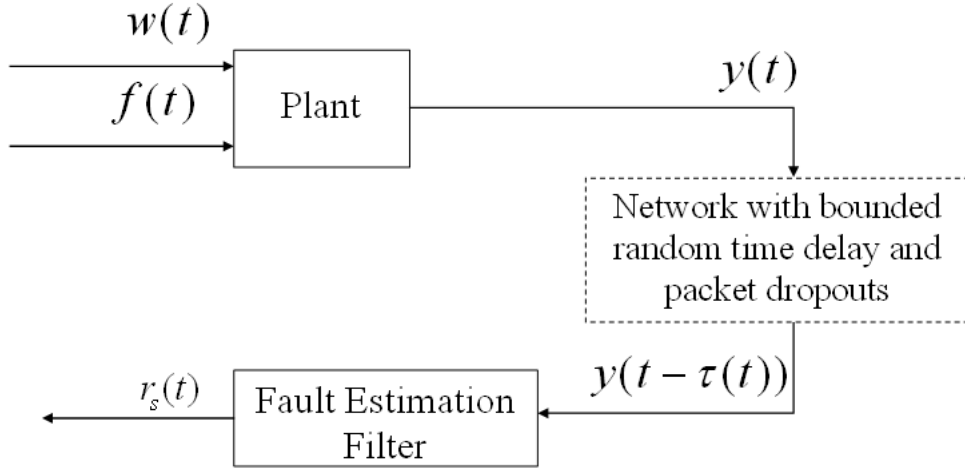 w(t)
f(t)
Plant
y(t)
Network with bounded
random time delay and
packet dropouts
y(t − τ(t))
Fault Estimation
Filter
r_s(t)